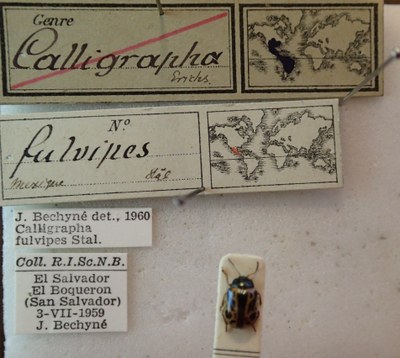 Genre
Calligrapha
Erichs.
Nº
fulvipes
Mexique Stål
J. Bechyné det., 1960
Calligrapha
fulvipes Stal.
Coll. R.I.Sc.N.B.
El Salvador
El Boqueron
(San Salvador)
3-VII-1959
J. Bechyné